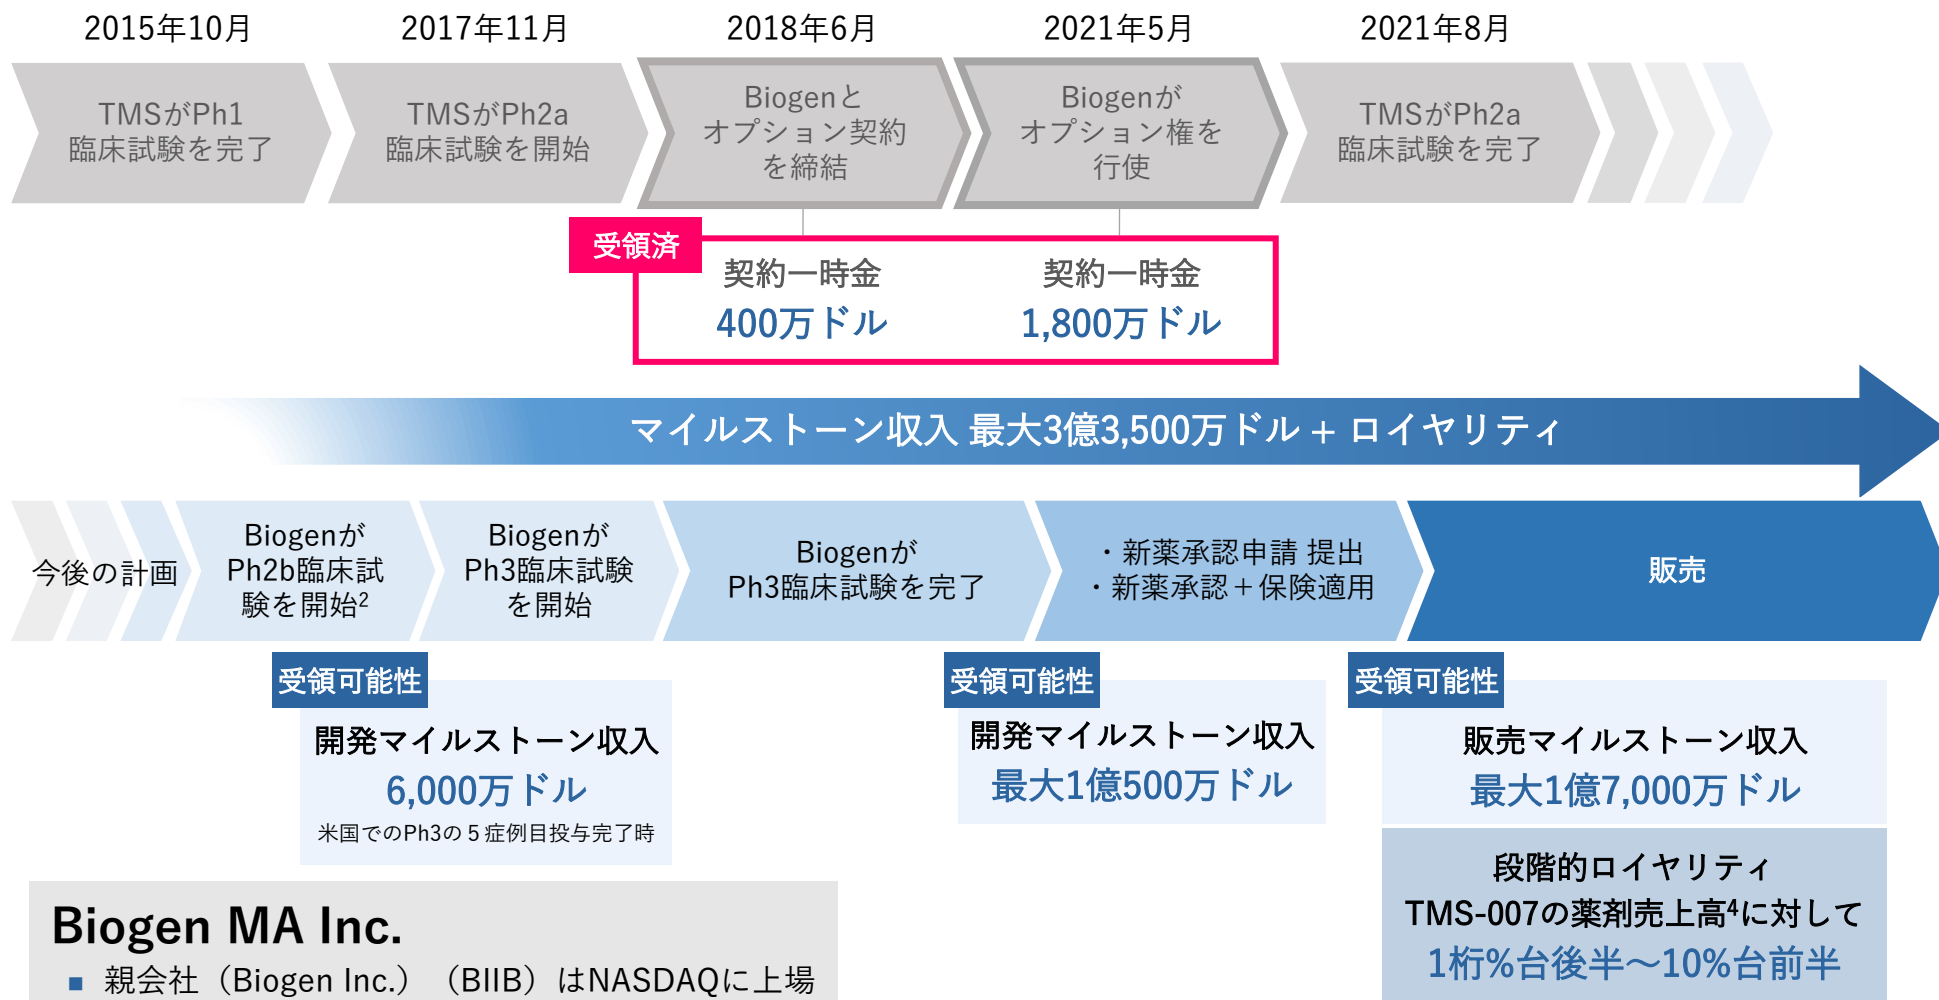 2015年10月
2017年11月
2018年6月
2021年5月
2021年8月
TMSがPh1
臨床試験を完了
TMSがPh2a
臨床試験を開始
Biogenと
オプション契約
を締結
Biogenが
オプション権を
行使
TMSがPh2a
臨床試験を完了
受領済
契約一時金
400万ドル
契約一時金
1,800万ドル
マイルストーン収入 最大3億3,500万ドル + ロイヤリティ
今後の計画
Biogenが
Ph2b臨床試
験を開始2
Biogenが
Ph3臨床試験
を開始
Biogenが
Ph3臨床試験を完了
・新薬承認申請 提出
・新薬承認＋保険適用
販売
受領可能性
開発マイルストーン収入
6,000万ドル
米国でのPh3の５症例目投与完了時
受領可能性
開発マイルストーン収入
最大1億500万ドル
受領可能性
販売マイルストーン収入
最大1億7,000万ドル
段階的ロイヤリティ
TMS-007の薬剤売上高4に対して
1桁%台後半～10%台前半
Biogen MA Inc.
■ 親会社（Biogen Inc.）（BIIB）はNASDAQに上場